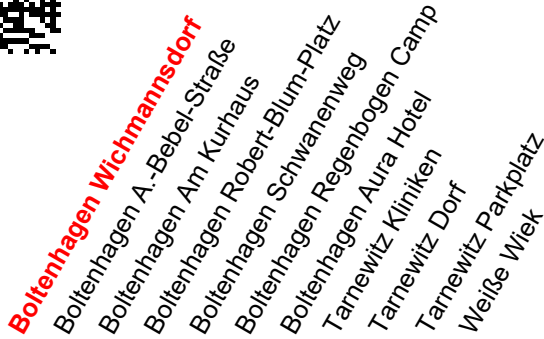 Boltenhagen Wichmannsdorf
Boltenhagen A.-Bebel-Straße
Boltenhagen Am Kurhaus
Boltenhagen Robert-Blum-Platz
Boltenhagen Schwanenweg
Boltenhagen Regenbogen Camp
Boltenhagen Aura Hotel
Tarnewitz Kliniken
Tarnewitz Dorf
Tarnewitz Parkplatz
Weiße Wiek